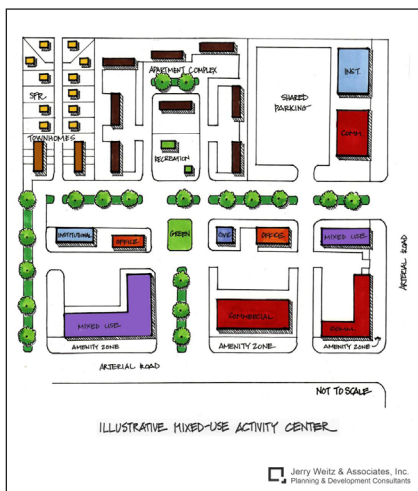 APARTMENT COMPLEX
INST.
SFR
SHARED
PARKING
COMM.
TOWNHOMES
RECREATION
INSTITUTIONAL
OFFICE
GREEN
CIVIC
OFFICE
MIXED USE
ARTERIAL ROAD
MIXED USE
COMMERCIAL
COMM.
AMENITY ZONE
AMENITY ZONE
AMENITY ZONE
ARTERIAL ROAD
NOT TO SCALE
ILLUSTRATIVE MIXED-USE ACTIVITY CENTER
Jerry Weitz & Associates, Inc.
Planning & Development Consultants